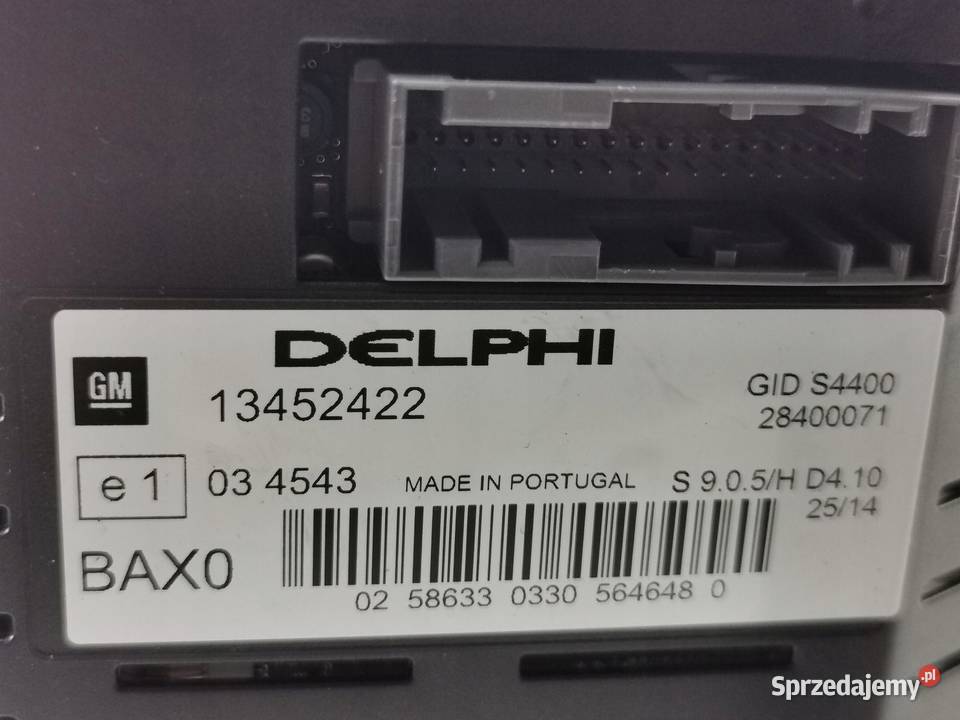 DELPHI
GM
13452422
GID S4400
28400071
e 1
03 4543
MADE IN PORTUGAL
S 9.0.5/H D4.10
25/14
BAX0
02 58633 0330 564648 0
Sprzedajemy.pl